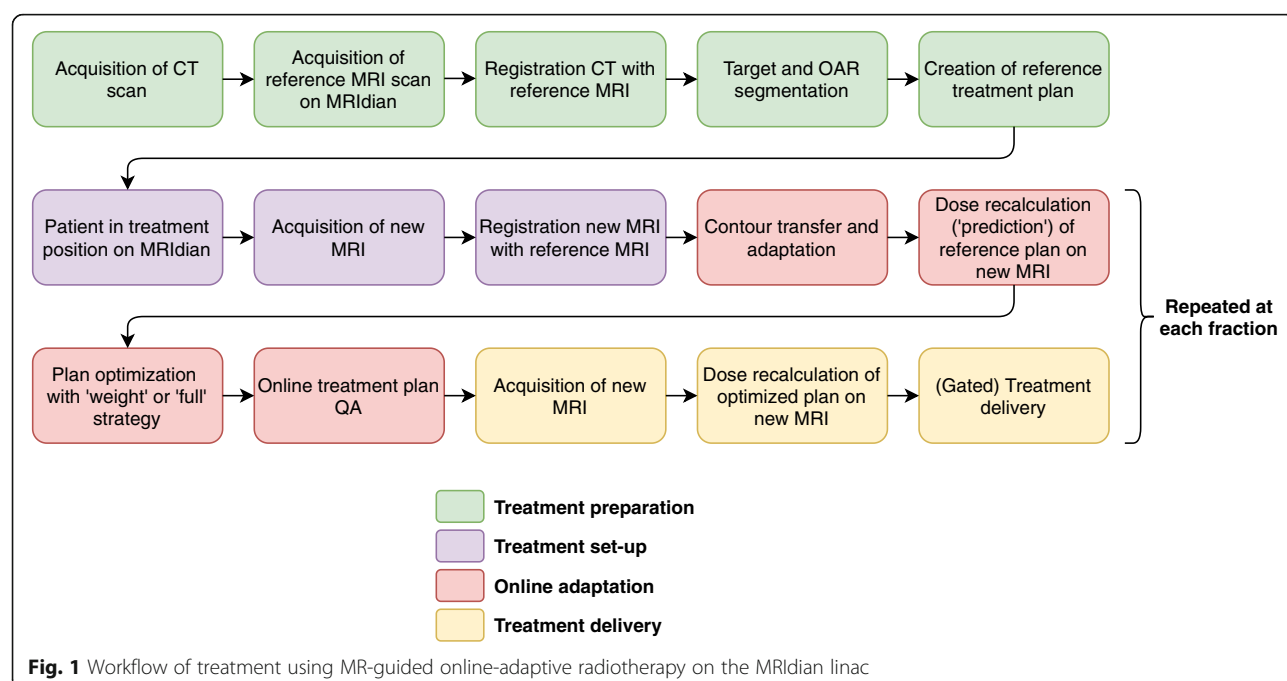 Acquisition of CT
scan
Acquisition of
reference MRI scan
on MRIdian
Registration CT with
reference MRI
Target and OAR
segmentation
Creation of reference
treatment plan
Patient in treatment
position on MRIdian
Acquisition of new
MRI
Registration new MRI
with reference MRI
Contour transfer and
adaptation
Dose recalculation
('prediction') of
reference plan on
new MRI
Repeated at
each fraction
Plan optimization
with 'weight' or 'full'
strategy
Online treatment plan
QA
Acquisition of new
MRI
Dose recalculation of
optimized plan on
new MRI
(Gated) Treatment
delivery
Treatment preparation
Treatment set-up
Online adaptation
Treatment delivery
Fig. 1 Workflow of treatment using MR-guided online-adaptive radiotherapy on the MRIdian linac